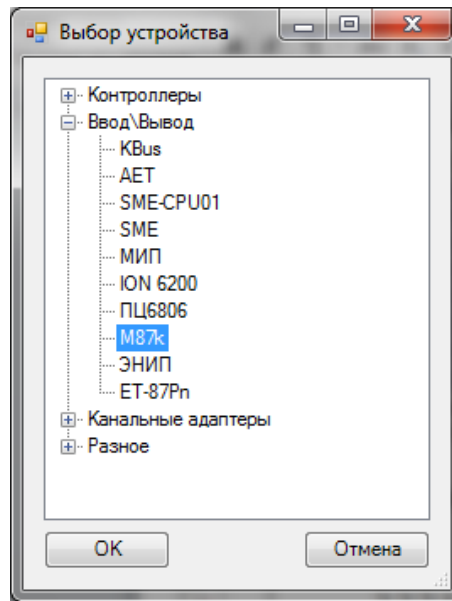 Выбор устройства
Контроллеры
Ввод\Вывод
KBus
AET
SME-CPU01
SME
МИП
ION 6200
ПЦ6806
M87k
ЭНИП
ET-87Pn
Канальные адаптеры
Разное
OK
Отмена